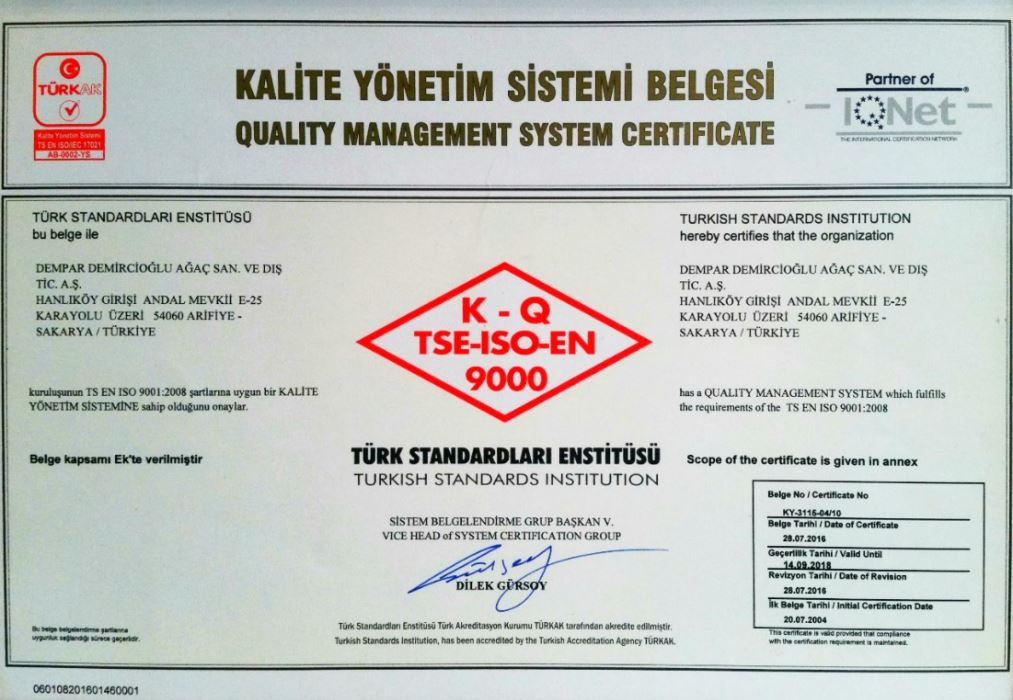 TÜRKAK
Kalite Yönetim Sistemi
TS EN ISO/IEC 17021
AB-0002-YS
KALİTE YÖNETİM SİSTEMİ BELGESİ
QUALITY MANAGEMENT SYSTEM CERTIFICATE
Partner of
IQNet
THE INTERNATIONAL CERTIFICATION NETWORK
TÜRK STANDARDLARI ENSTİTÜSÜ
bu belge ile
DEMPAR DEMİRCİOĞLU AĞAÇ SAN. VE DIŞ
TİC. A.Ş.
HANLIKÖY GİRİŞİ ANDAL MEVKİİ E-25
KARAYOLU ÜZERİ 54060 ARİFİYE -
SAKARYA / TÜRKİYE
kuruluşunun TS EN ISO 9001:2008 şartlarına uygun bir KALİTE
YÖNETİM SİSTEMİNE sahip olduğunu onaylar.
Belge kapsamı Ek'te verilmiştir
K - Q
TSE-ISO-EN
9000
TÜRK STANDARDLARI ENSTİTÜSÜ
TURKISH STANDARDS INSTITUTION
SİSTEM BELGELENDİRME GRUP BAŞKAN V.
VICE HEAD of SYSTEM CERTIFICATION GROUP
DİLEK GÜRSOY
Türk Standardları Enstitüsü Türk Akreditasyon Kurumu TÜRKAK tarafından akredite edilmiştir.
Turkish Standards Institution, has been accredited by the Turkish Accreditation Agency TÜRKAK.
TURKISH STANDARDS INSTITUTION
hereby certifies that the organization
DEMPAR DEMİRCİOĞLU AĞAÇ SAN. VE DIŞ
TİC. A.Ş.
HANLIKÖY GİRİŞİ ANDAL MEVKİİ E-25
KARAYOLU ÜZERİ 54060 ARİFİYE -
SAKARYA / TÜRKİYE
has a QUALITY MANAGEMENT SYSTEM which fulfills
the requirements of the TS EN ISO 9001:2008
Scope of the certificate is given in annex
Belge No / Certificate No
KY-3115-04/10
Belge Tarihi / Date of Certificate
28.07.2016
Geçerlilik Tarihi / Valid Until
14.09.2018
Revizyon Tarihi / Date of Revision
28.07.2016
İlk Belge Tarihi / Initial Certification Date
20.07.2004
This certificate is valid provided that compliance
with the certification requirement is maintained.
Bu belge belgelendirme şartlarına
uygunluk sağlandığı sürece geçerlidir.
060108201601460001